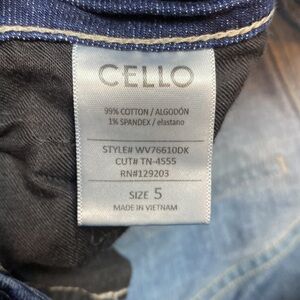 CELLO
99% COTTON / ALGODÓN
1% SPANDEX / elastano
STYLE# WV76610DK
CUT# TN-4555
RN#129203
SIZE 5
MADE IN VIETNAM